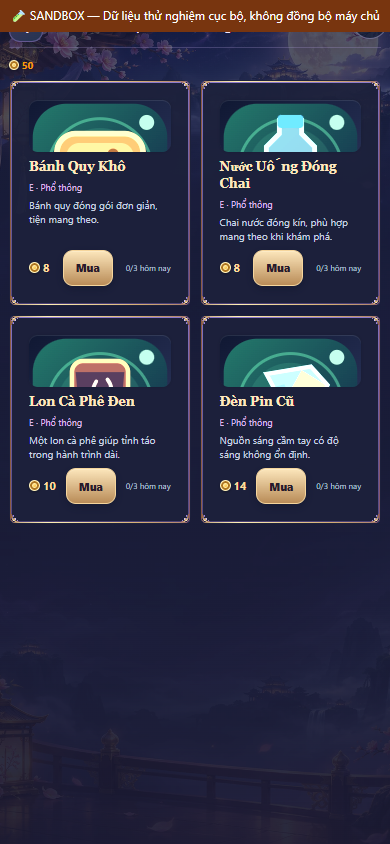 SANDBOX — Dữ liệu thử nghiệm cục bộ, không đồng bộ máy chủ
50
Bánh Quy Khô
E · Phổ thông
Bánh quy đóng gói đơn giản,
tiện mang theo.
8 Mua 0/3 hôm nay
Nước Uống Đóng
Chai
E · Phổ thông
Chai nước đóng kín, phù hợp
mang theo khi khám phá.
8 Mua 0/3 hôm nay
Lon Cà Phê Đen
E · Phổ thông
Một lon cà phê giúp tỉnh táo
trong hành trình dài.
10 Mua 0/3 hôm nay
Đèn Pin Cũ
E · Phổ thông
Nguồn sáng cầm tay có độ
sáng không ổn định.
14 Mua 0/3 hôm nay